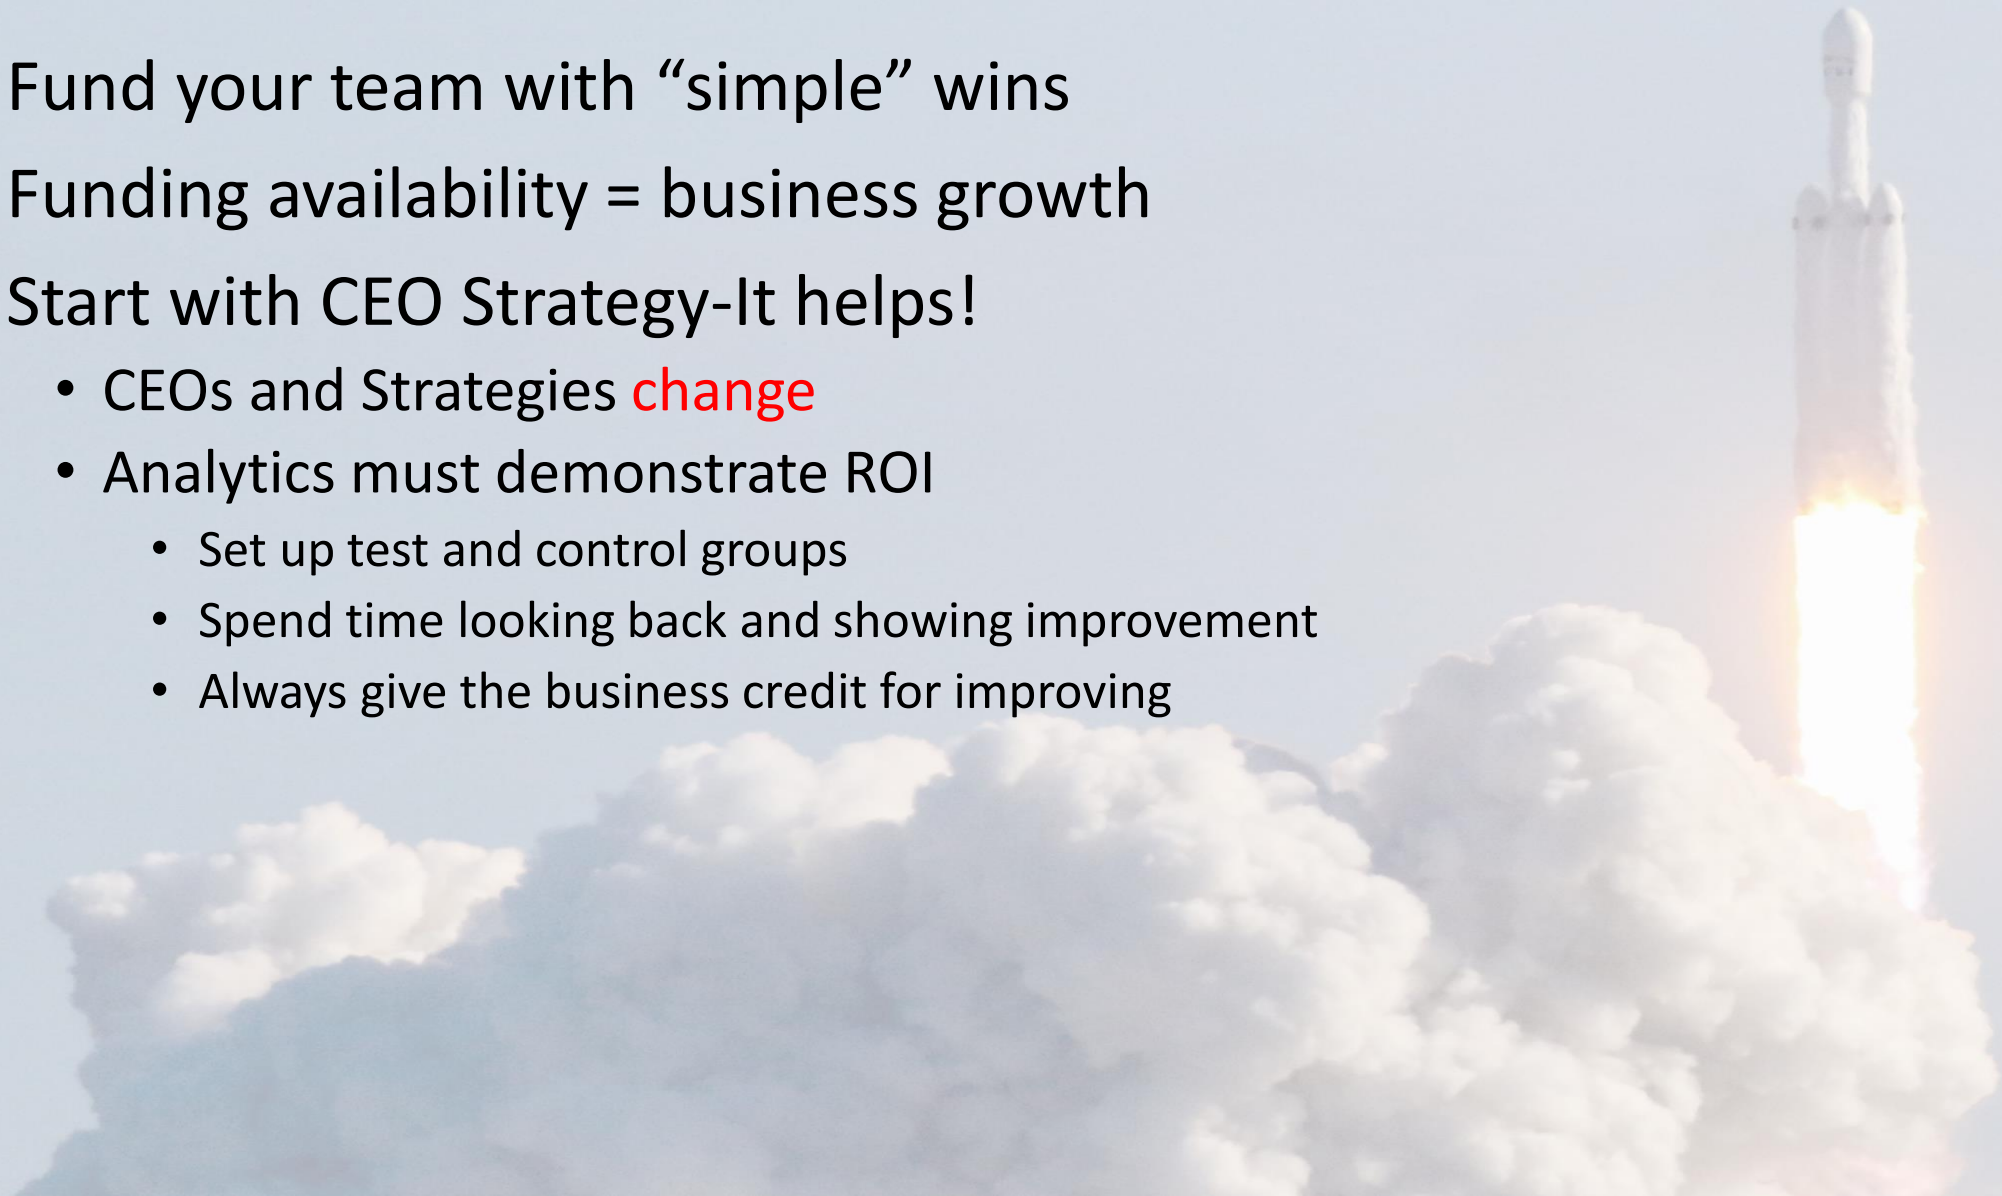 Fund your team with “simple” wins
Funding availability = business growth
Start with CEO Strategy-It helps!
• CEOs and Strategies change
• Analytics must demonstrate ROI
• Set up test and control groups
• Spend time looking back and showing improvement
• Always give the business credit for improving